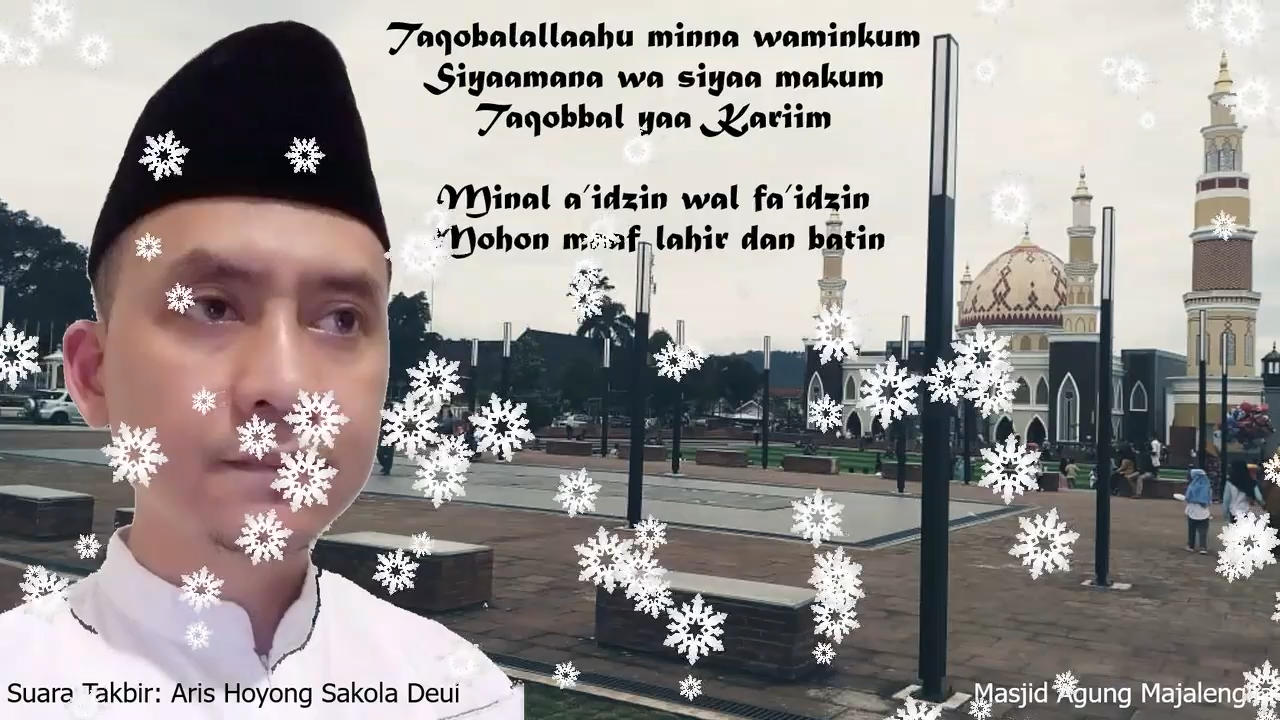 Taqobalallaahu minna waminkum
Siyaamana wa siyaa makum
Taqobbal yaa Kariim
Minal a'idzin wal fa'idzin
Mohon maaf lahir dan batin
Suara Takbir: Aris Hoyong Sakola Deui
Masjid Agung